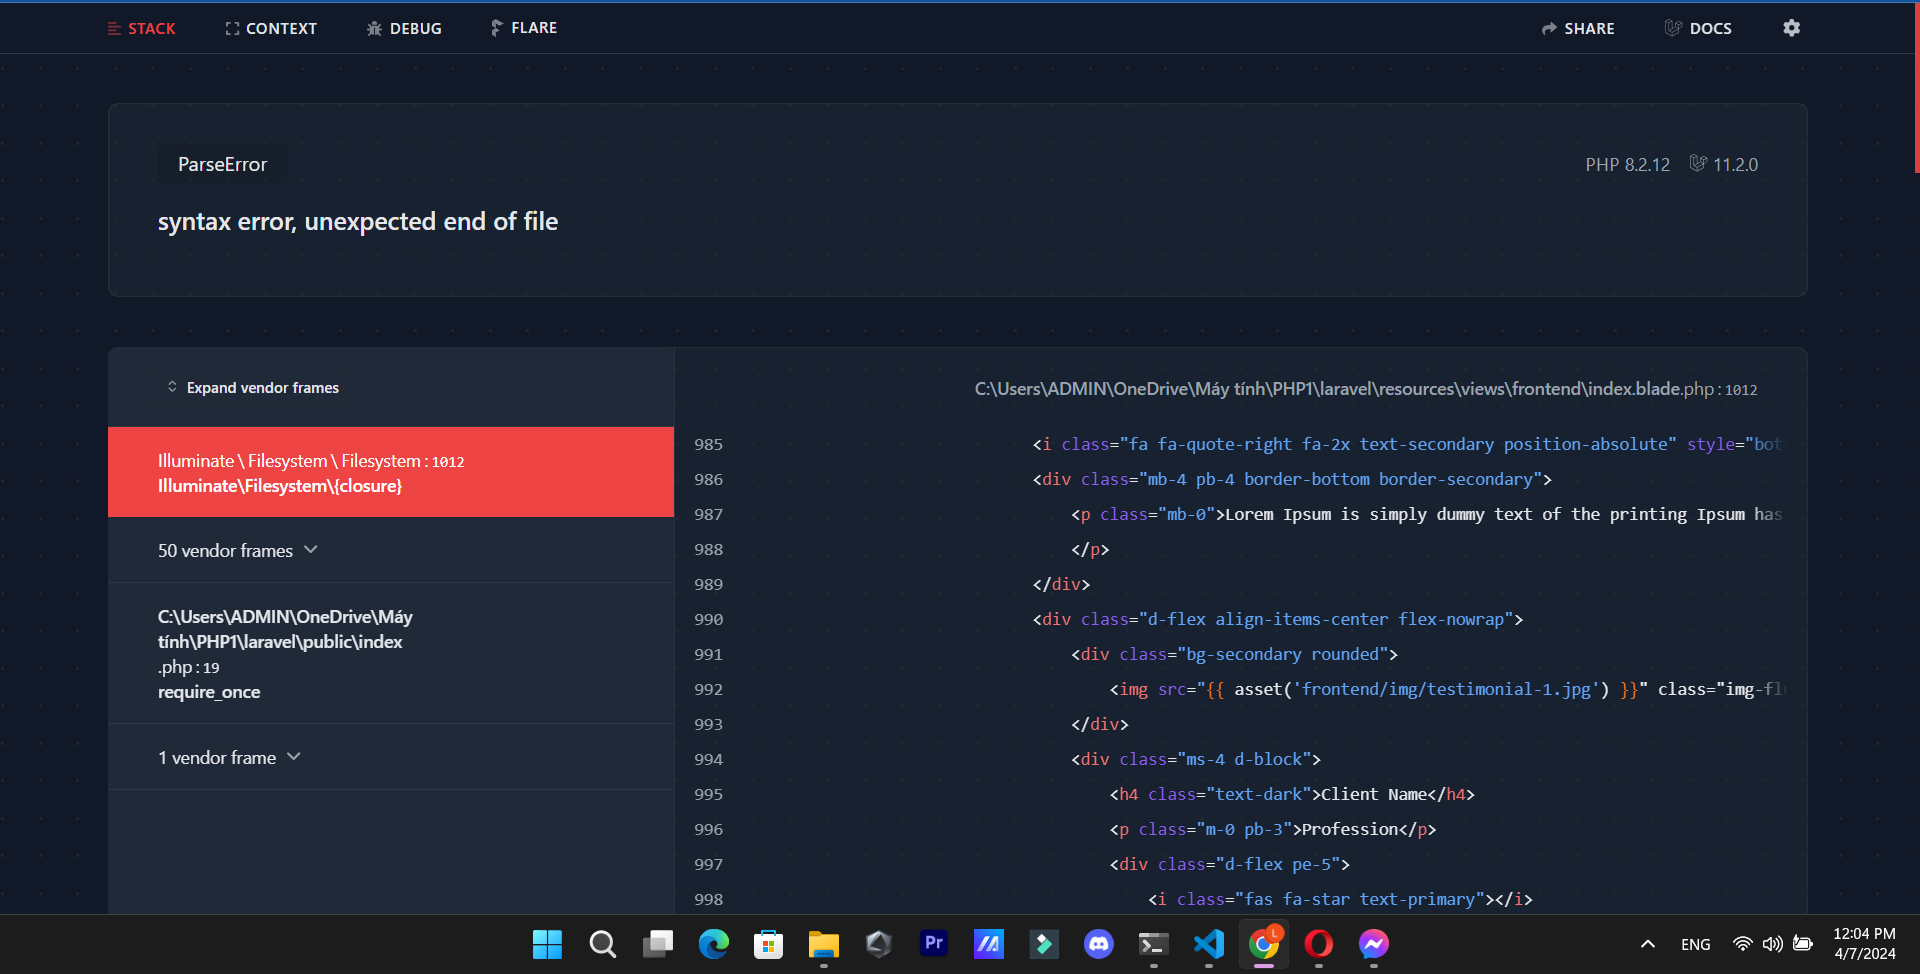 STACK CONTEXT DEBUG FLARE SHARE DOCS
ParseError
PHP 8.2.12 11.2.0
syntax error, unexpected end of file
Expand vendor frames
Illuminate \ Filesystem \ Filesystem : 1012
Illuminate\Filesystem\{closure}
50 vendor frames
C:\Users\ADMIN\OneDrive\Máy
tính\PHP1\laravel\public\index
.php : 19
require_once
1 vendor frame
C:\Users\ADMIN\OneDrive\Máy tính\PHP1\laravel\resources\views\frontend\index.blade.php : 1012
985 <i class="fa fa-quote-right fa-2x text-secondary position-absolute" style="bot
986 <div class="mb-4 pb-4 border-bottom border-secondary">
987 <p class="mb-0">Lorem Ipsum is simply dummy text of the printing Ipsum has
988 </p>
989 </div>
990 <div class="d-flex align-items-center flex-nowrap">
991 <div class="bg-secondary rounded">
992 <img src="{{ asset('frontend/img/testimonial-1.jpg') }}" class="img-fl
993 </div>
994 <div class="ms-4 d-block">
995 <h4 class="text-dark">Client Name</h4>
996 <p class="m-0 pb-3">Profession</p>
997 <div class="d-flex pe-5">
998 <i class="fas fa-star text-primary"></i>
Pr
L
ENG
12:04 PM
4/7/2024